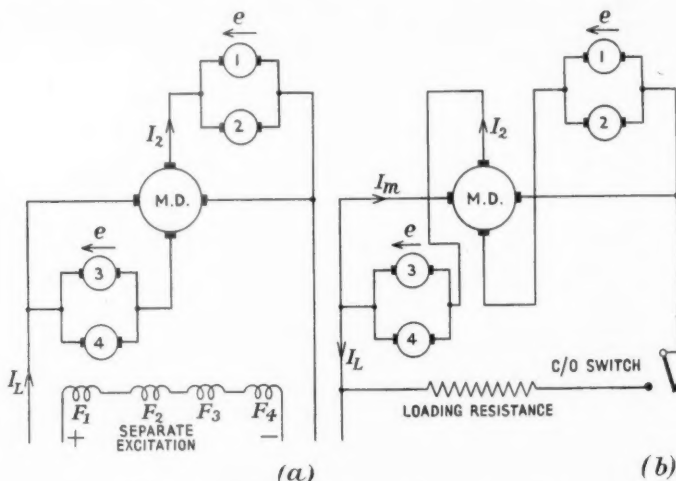 e
1
2
I2
M.D.
e
3
4
IL
F1 F2 F3 F4
+ SEPARATE EXCITATION −
(a)
e
1
2
I2
Im
M.D.
e
3
4
IL
C/O SWITCH
LOADING RESISTANCE
(b)